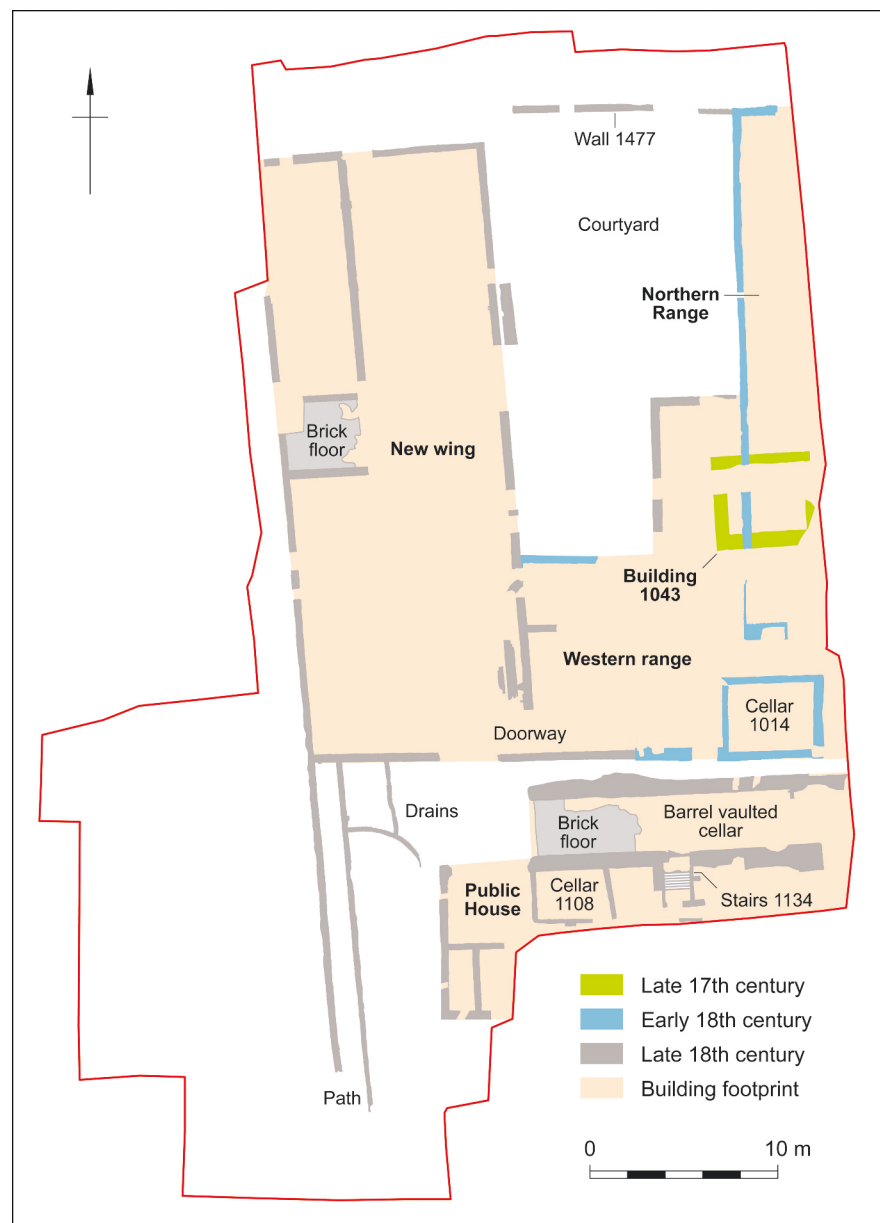 Wall 1477
Courtyard
Northern
Range
Brick
floor
New wing
Building
1043
Western range
Cellar
1014
Doorway
Drains
Brick
floor
Barrel vaulted
cellar
Public
House
Cellar
1108
Stairs 1134
Path
Late 17th century
Early 18th century
Late 18th century
Building footprint
0
10 m